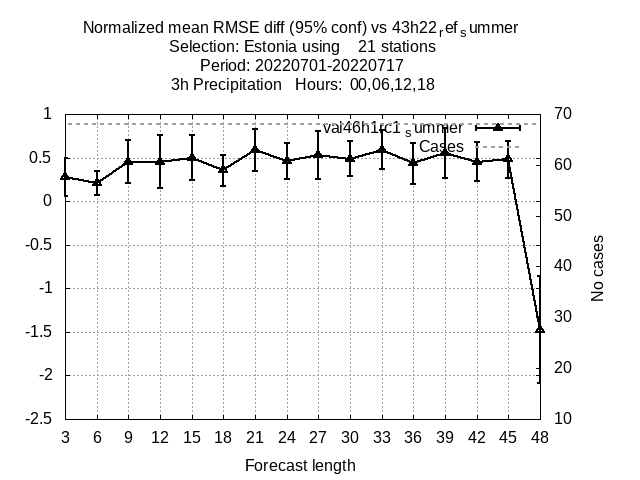 Normalized mean RMSE diff (95% conf) vs 43h22refsummer
Selection: Estonia using 21 stations
Period: 20220701-20220717
3h Precipitation Hours: 00,06,12,18
1 70
val46h1rc1summer
Cases
0.5 60
0
-0.5 50
-1 40
No cases
-1.5 30
-2 20
-2.5 10
3 6 9 12 15 18 21 24 27 30 33 36 39 42 45 48
Forecast length